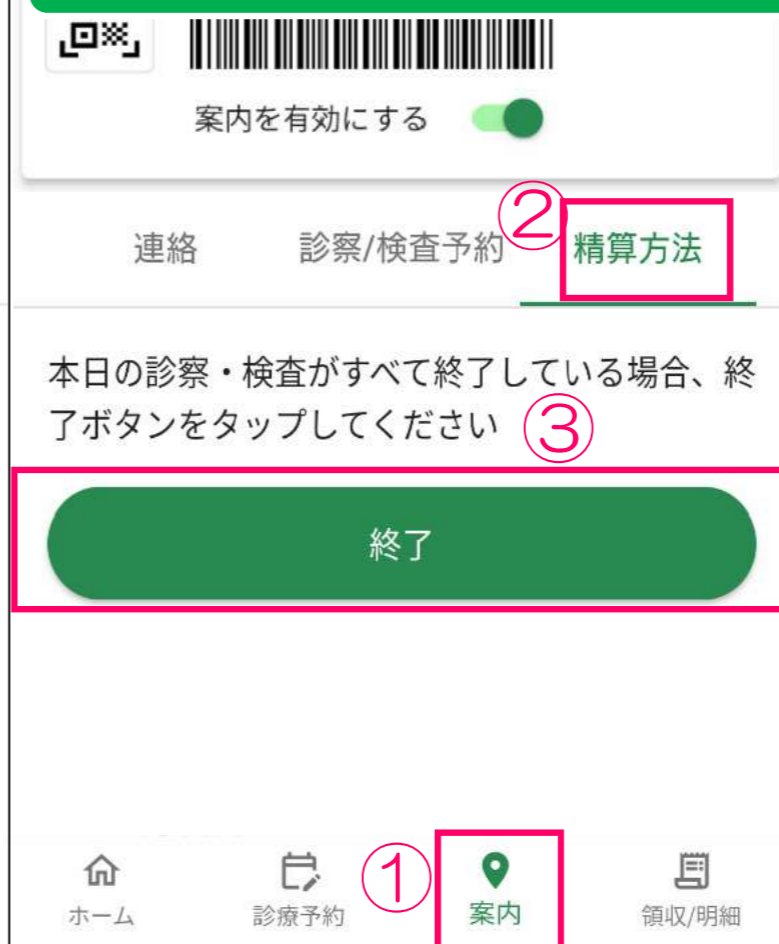 案内を有効にする
②
連絡 診察/検査予約 精算方法
本日の診察・検査がすべて終了している場合、終
了ボタンをタップしてください ③
終了
①
ホーム 診療予約 案内 領収/明細